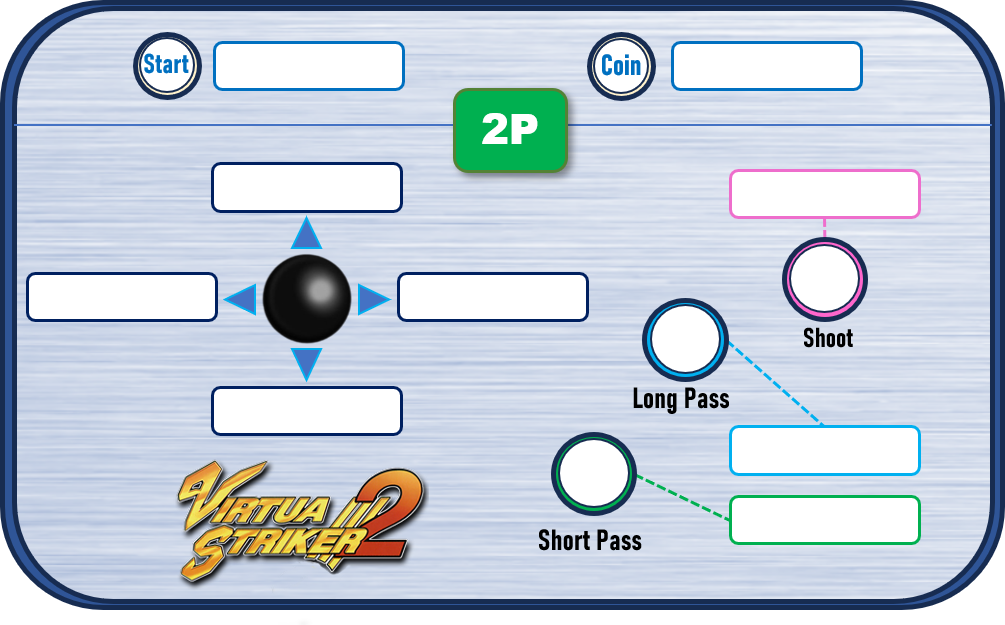 Start
Coin
2P
Shoot
Long Pass
Short Pass
VIRTUA
STRIKER 2